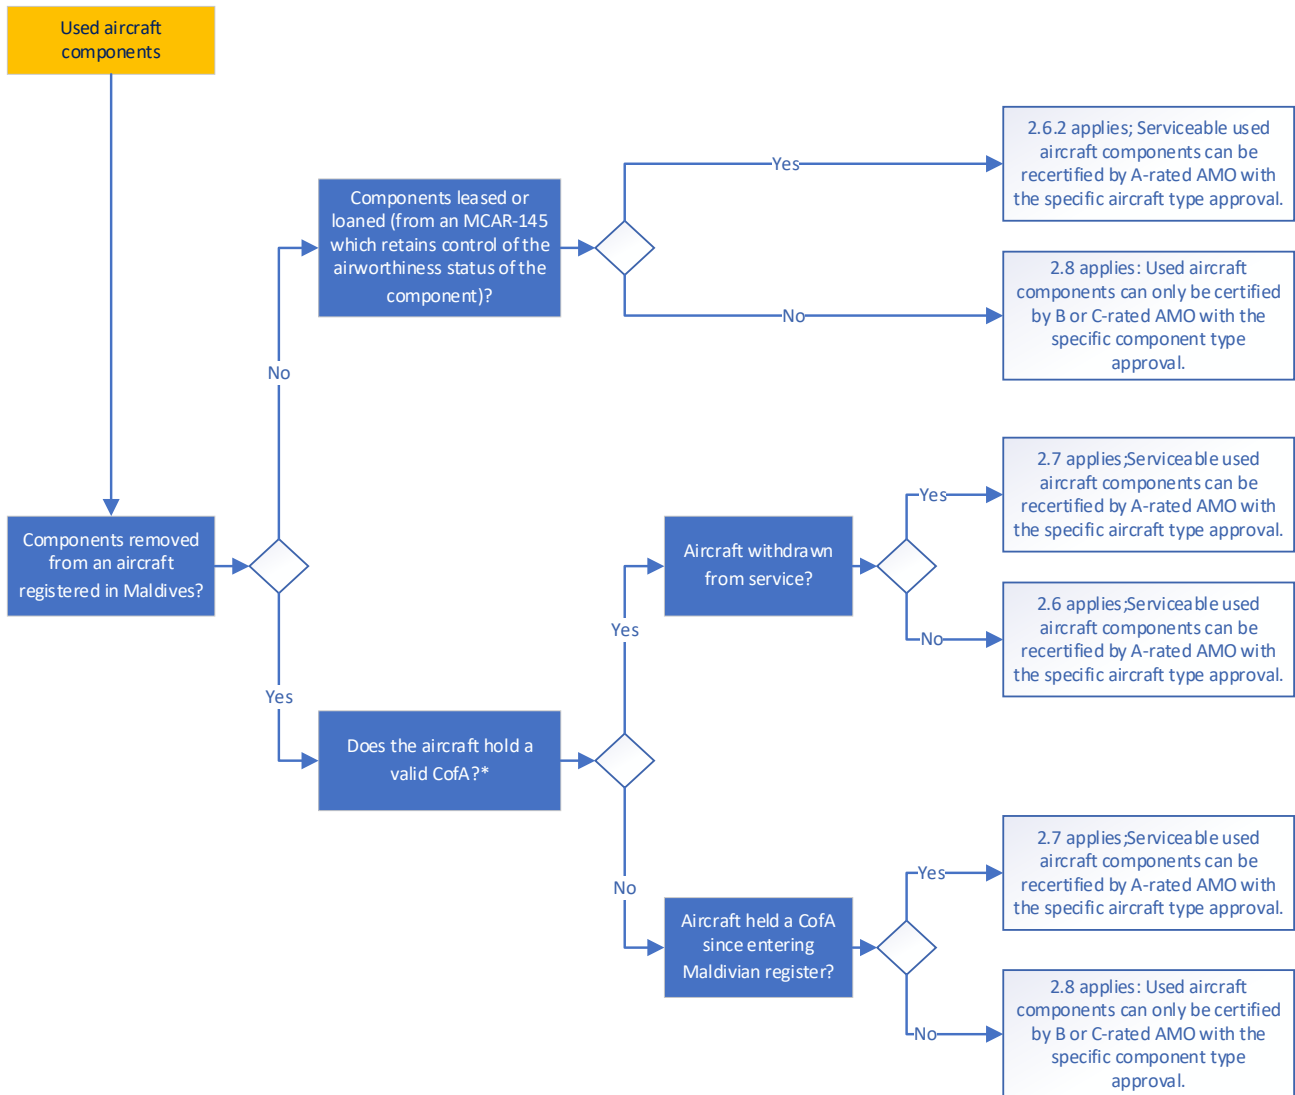 Used aircraft
components
2.6.2 applies; Serviceable used
aircraft components can be
recertified by A-rated AMO with
the specific aircraft type approval.
Yes
Components leased or
loaned (from an MCAR-145
which retains control of the
airworthiness status of the
component)?
2.8 applies: Used aircraft
components can only be certified
by B or C-rated AMO with the
specific component type
approval.
No
No
2.7 applies;Serviceable used
aircraft components can be
recertified by A-rated AMO with
the specific aircraft type approval.
Yes
Components removed
from an aircraft
registered in Maldives?
Aircraft withdrawn
from service?
2.6 applies;Serviceable used
aircraft components can be
recertified by A-rated AMO with
the specific aircraft type approval.
Yes
No
Yes
Does the aircraft hold a
valid CofA?*
2.7 applies;Serviceable used
aircraft components can be
recertified by A-rated AMO with
the specific aircraft type approval.
Yes
No
Aircraft held a CofA
since entering
Maldivian register?
2.8 applies: Used aircraft
components can only be certified
by B or C-rated AMO with the
specific component type
approval.
No